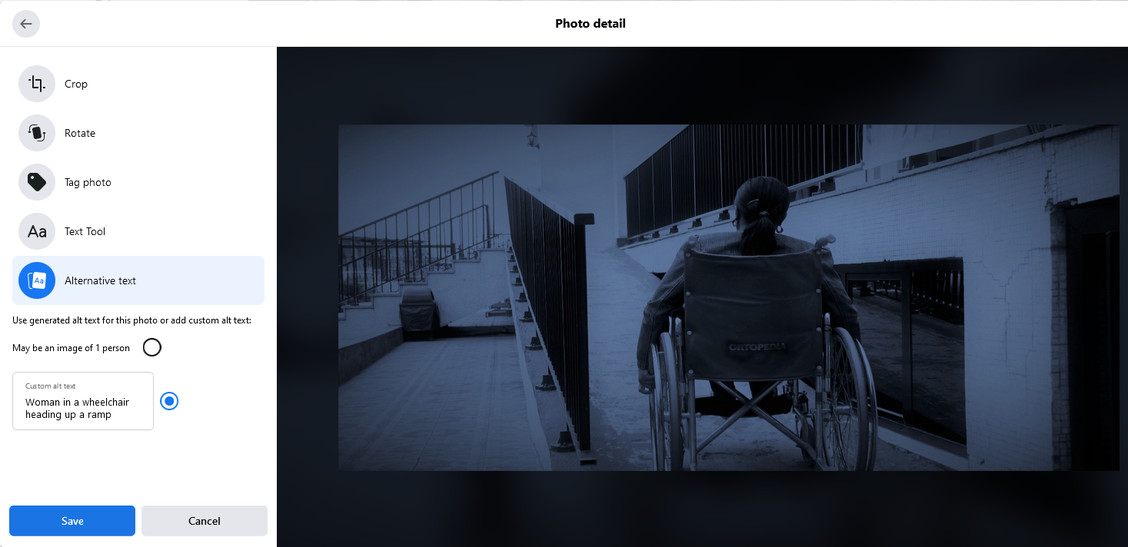 Photo detail
Crop
Rotate
Tag photo
Aa Text Tool
Aa Alternative text
Use generated alt text for this photo or add custom alt text:
May be an image of 1 person
Custom alt text
Woman in a wheelchair
heading up a ramp
Save Cancel
ORTOPEDIA